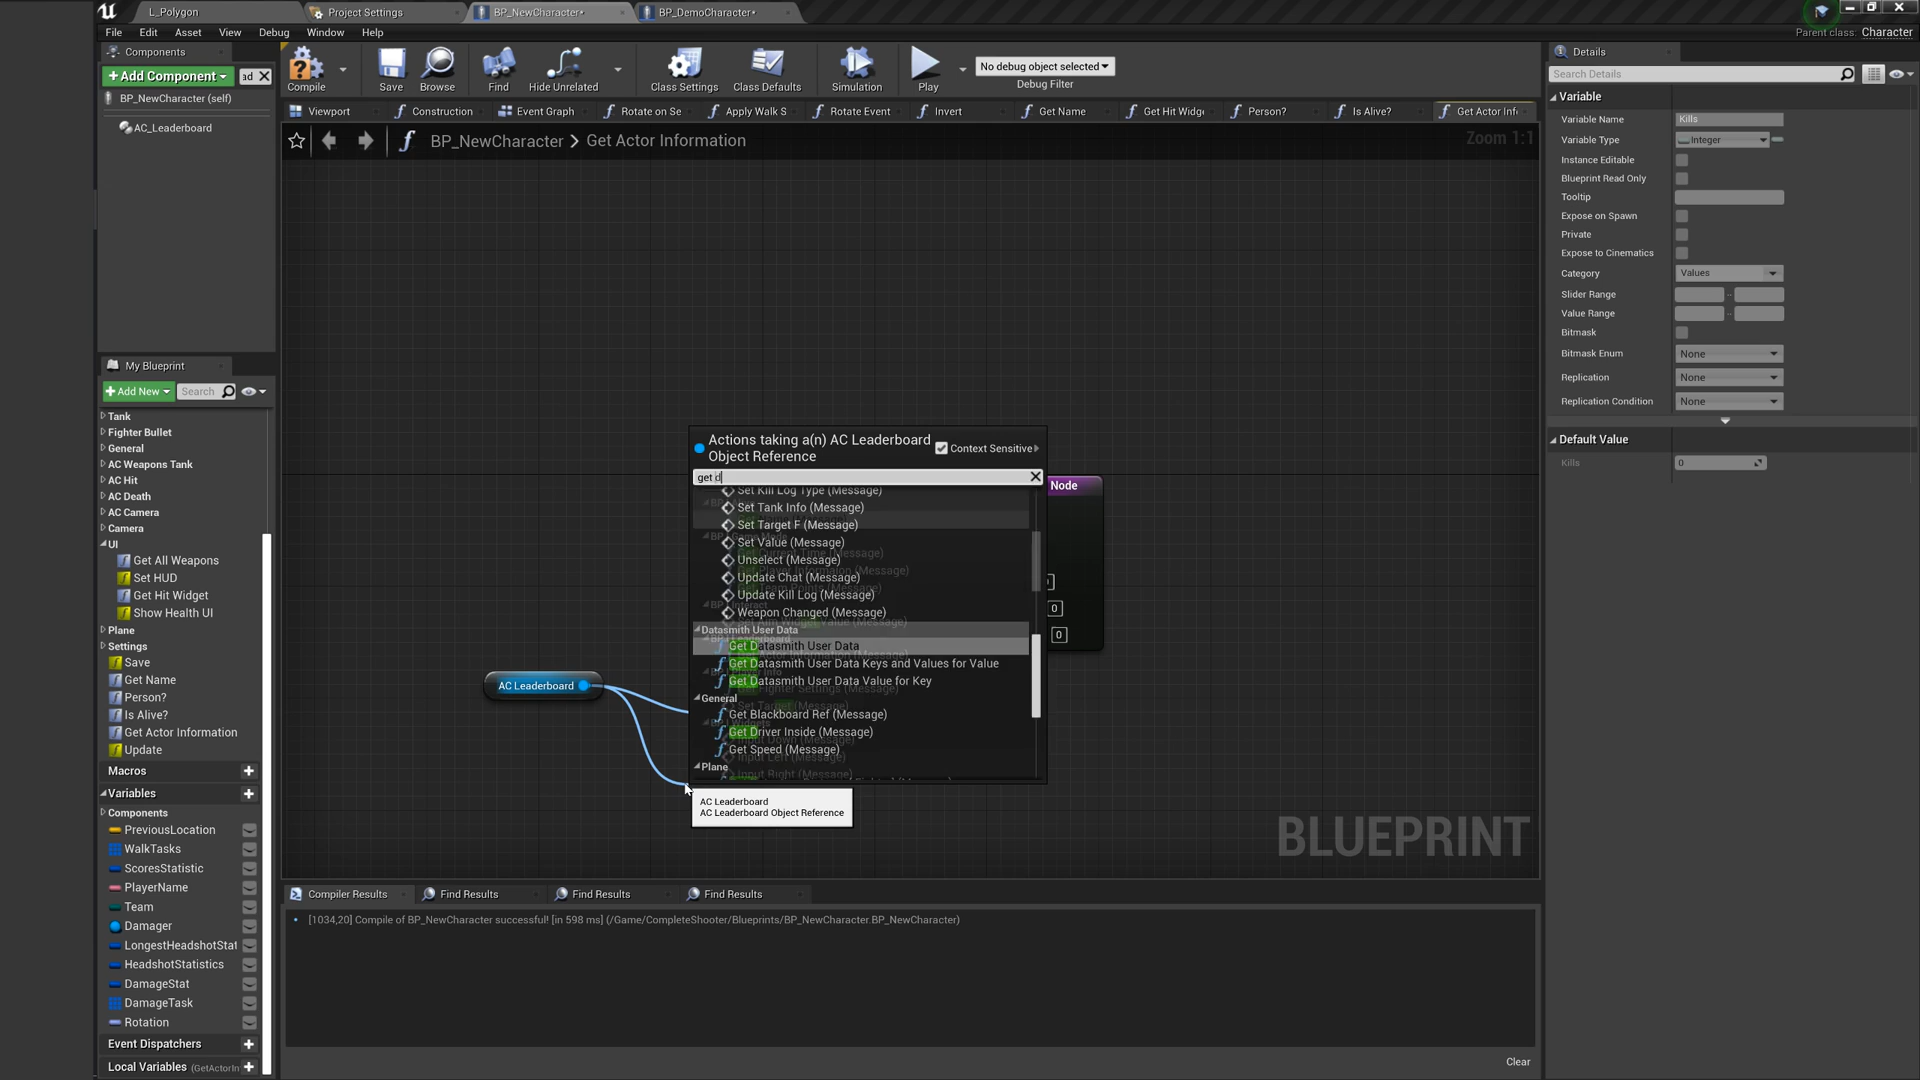 L_Polygon
Project Settings
BP_NewCharacter*
BP_DemoCharacter*
File
Edit
Asset
View
Debug
Window
Help
Parent class: Character
Components
+Add Component
3d
BP_NewCharacter (self)
AC_Leaderboard
Compile
Save
Browse
Find
Hide Unrelated
Class Settings
Class Defaults
Simulation
Play
No debug object selected
Debug Filter
Viewport
Construction
Event Graph
Rotate on Se
Apply Walk S
Rotate Event
Invert
Get Name
Get Hit Widg
Person?
Is Alive?
Get Actor Inf
BP_NewCharacter > Get Actor Information
Zoom 1:1
My Blueprint
+Add New
Search
Tank
Fighter Bullet
General
AC Weapons Tank
AC Hit
AC Death
AC Camera
Camera
UI
Get All Weapons
Set HUD
Get Hit Widget
Show Health UI
Plane
Settings
Save
Get Name
Person?
Is Alive?
Get Actor Information
Update
Macros
Variables
Components
PreviousLocation
WalkTasks
ScoresStatistic
PlayerName
Team
Damager
LongestHeadshotStat
HeadshotStatistics
DamageStat
DamageTask
Rotation
Event Dispatchers
Local Variables (GetActorIn
Actions taking a(n) AC Leaderboard
Object Reference
Context Sensitive
get d
Set Kill Log Type (Message)
Set Tank Info (Message)
Set Target F (Message)
Set Value (Message)
Unselect (Message)
Update Chat (Message)
Update Kill Log (Message)
Weapon Changed (Message)
Datasmith User Data
Get Datasmith User Data
Get Datasmith User Data Keys and Values for Value
Get Datasmith User Data Value for Key
General
Get Blackboard Ref (Message)
Get Driver Inside (Message)
Get Speed (Message)
Plane
Node
0
0
AC Leaderboard
AC Leaderboard
AC Leaderboard Object Reference
BLUEPRINT
Compiler Results
Find Results
Find Results
Find Results
[1034,20] Compile of BP_NewCharacter successful! [in 598 ms] (/Game/CompleteShooter/Blueprints/BP_NewCharacter.BP_NewCharacter)
Clear
Details
Search Details
Variable
Variable Name
Kills
Variable Type
Integer
Instance Editable
Blueprint Read Only
Tooltip
Expose on Spawn
Private
Expose to Cinematics
Category
Values
Slider Range
Value Range
Bitmask
Bitmask Enum
None
Replication
None
Replication Condition
None
Default Value
Kills
0